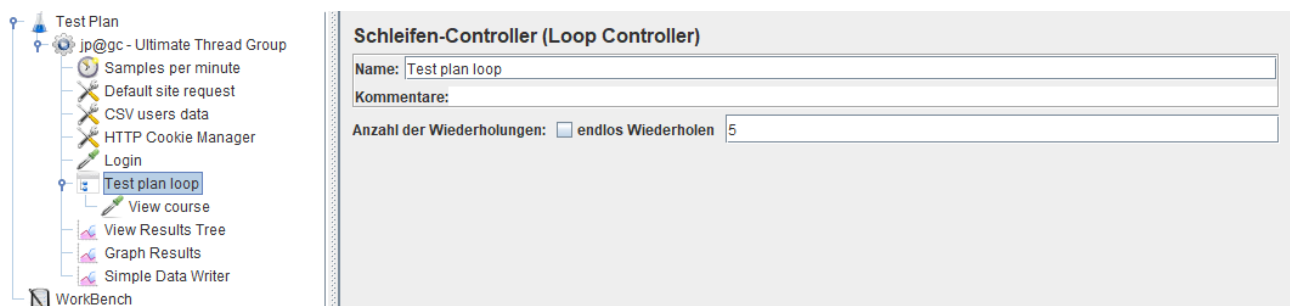 Test Plan
jp@gc - Ultimate Thread Group
Samples per minute
Default site request
CSV users data
HTTP Cookie Manager
Login
Test plan loop
View course
View Results Tree
Graph Results
Simple Data Writer
WorkBench
Schleifen-Controller (Loop Controller)
Name: Test plan loop
Kommentare:
Anzahl der Wiederholungen: endlos Wiederholen 5